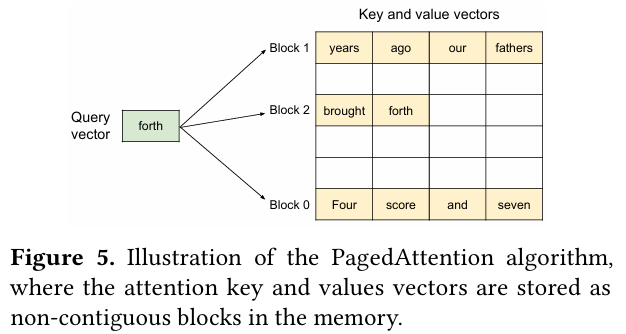 Key and value vectors
Block 1 years ago our fathers
Query vector
forth
Block 2 brought forth
Block 0 Four score and seven
Figure 5. Illustration of the PagedAttention algorithm,
where the attention key and values vectors are stored as
non-contiguous blocks in the memory.